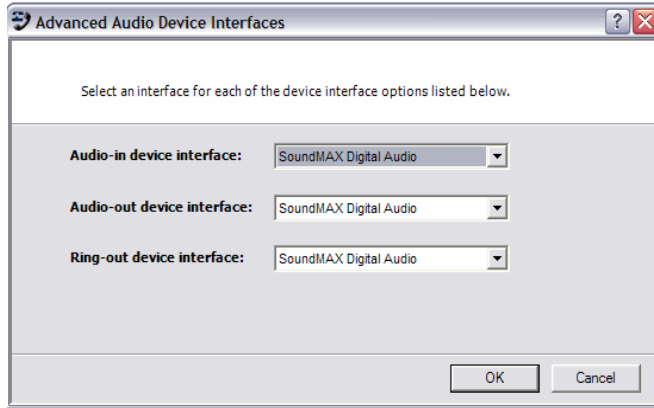 Advanced Audio Device Interfaces
Select an interface for each of the device interface options listed below.
Audio-in device interface: SoundMAX Digital Audio
Audio-out device interface: SoundMAX Digital Audio
Ring-out device interface: SoundMAX Digital Audio
OK Cancel